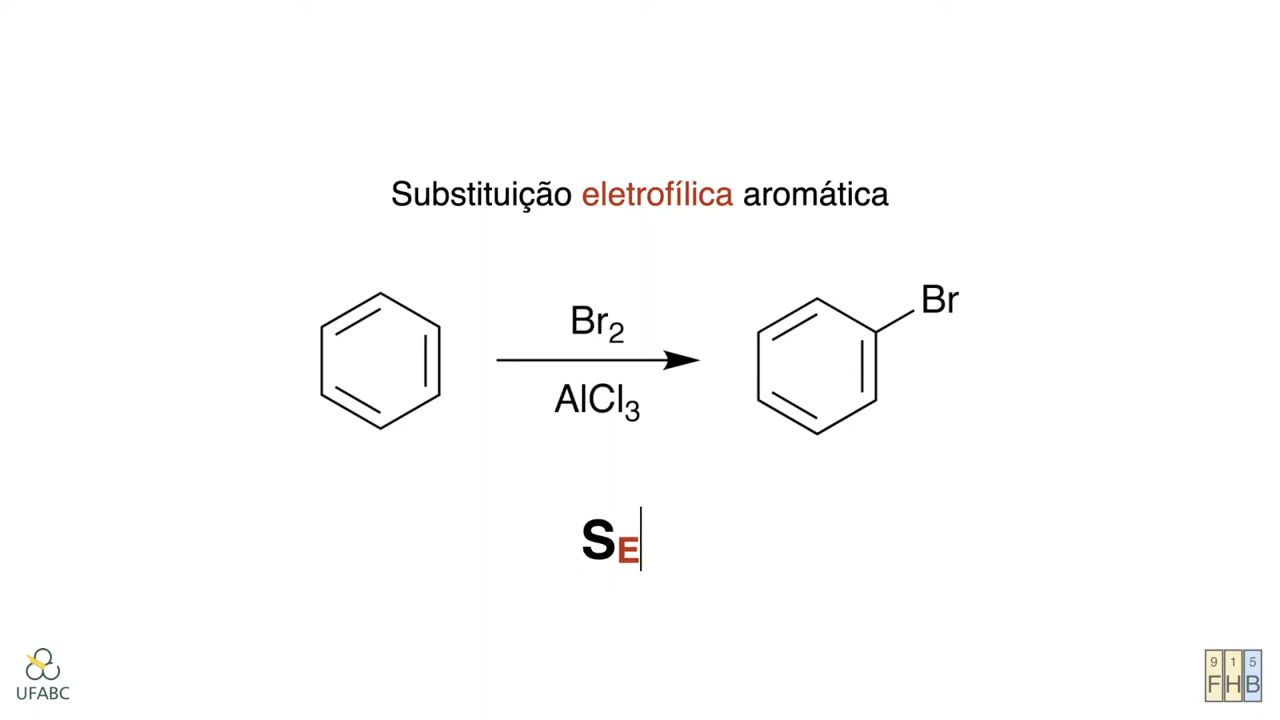 Substituição eletrofílica aromática
Br
Br₂
AlCl₃
SE
UFABC
9 1 5
F H B